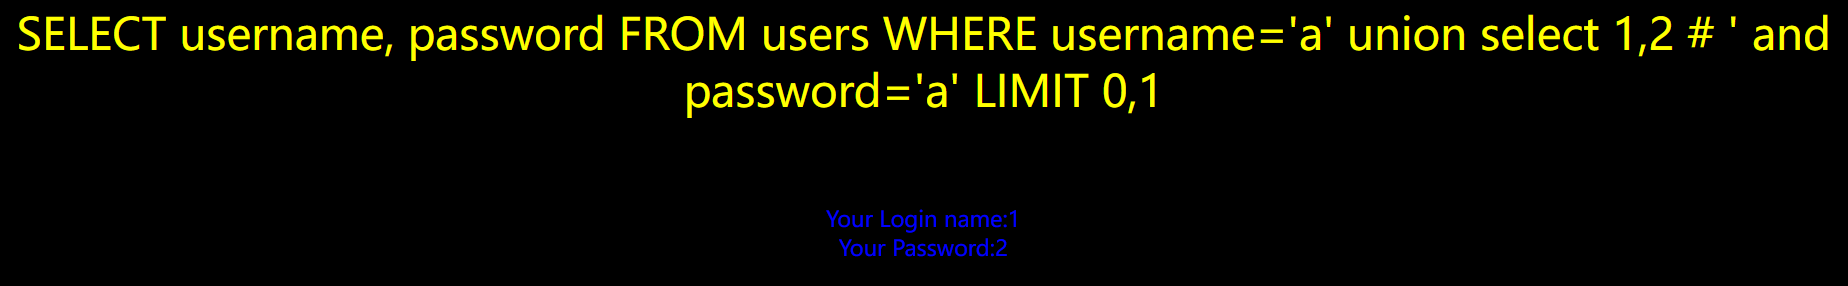 SELECT username, password FROM users WHERE username='a' union select 1,2 # ' and
password='a' LIMIT 0,1
Your Login name:1
Your Password:2